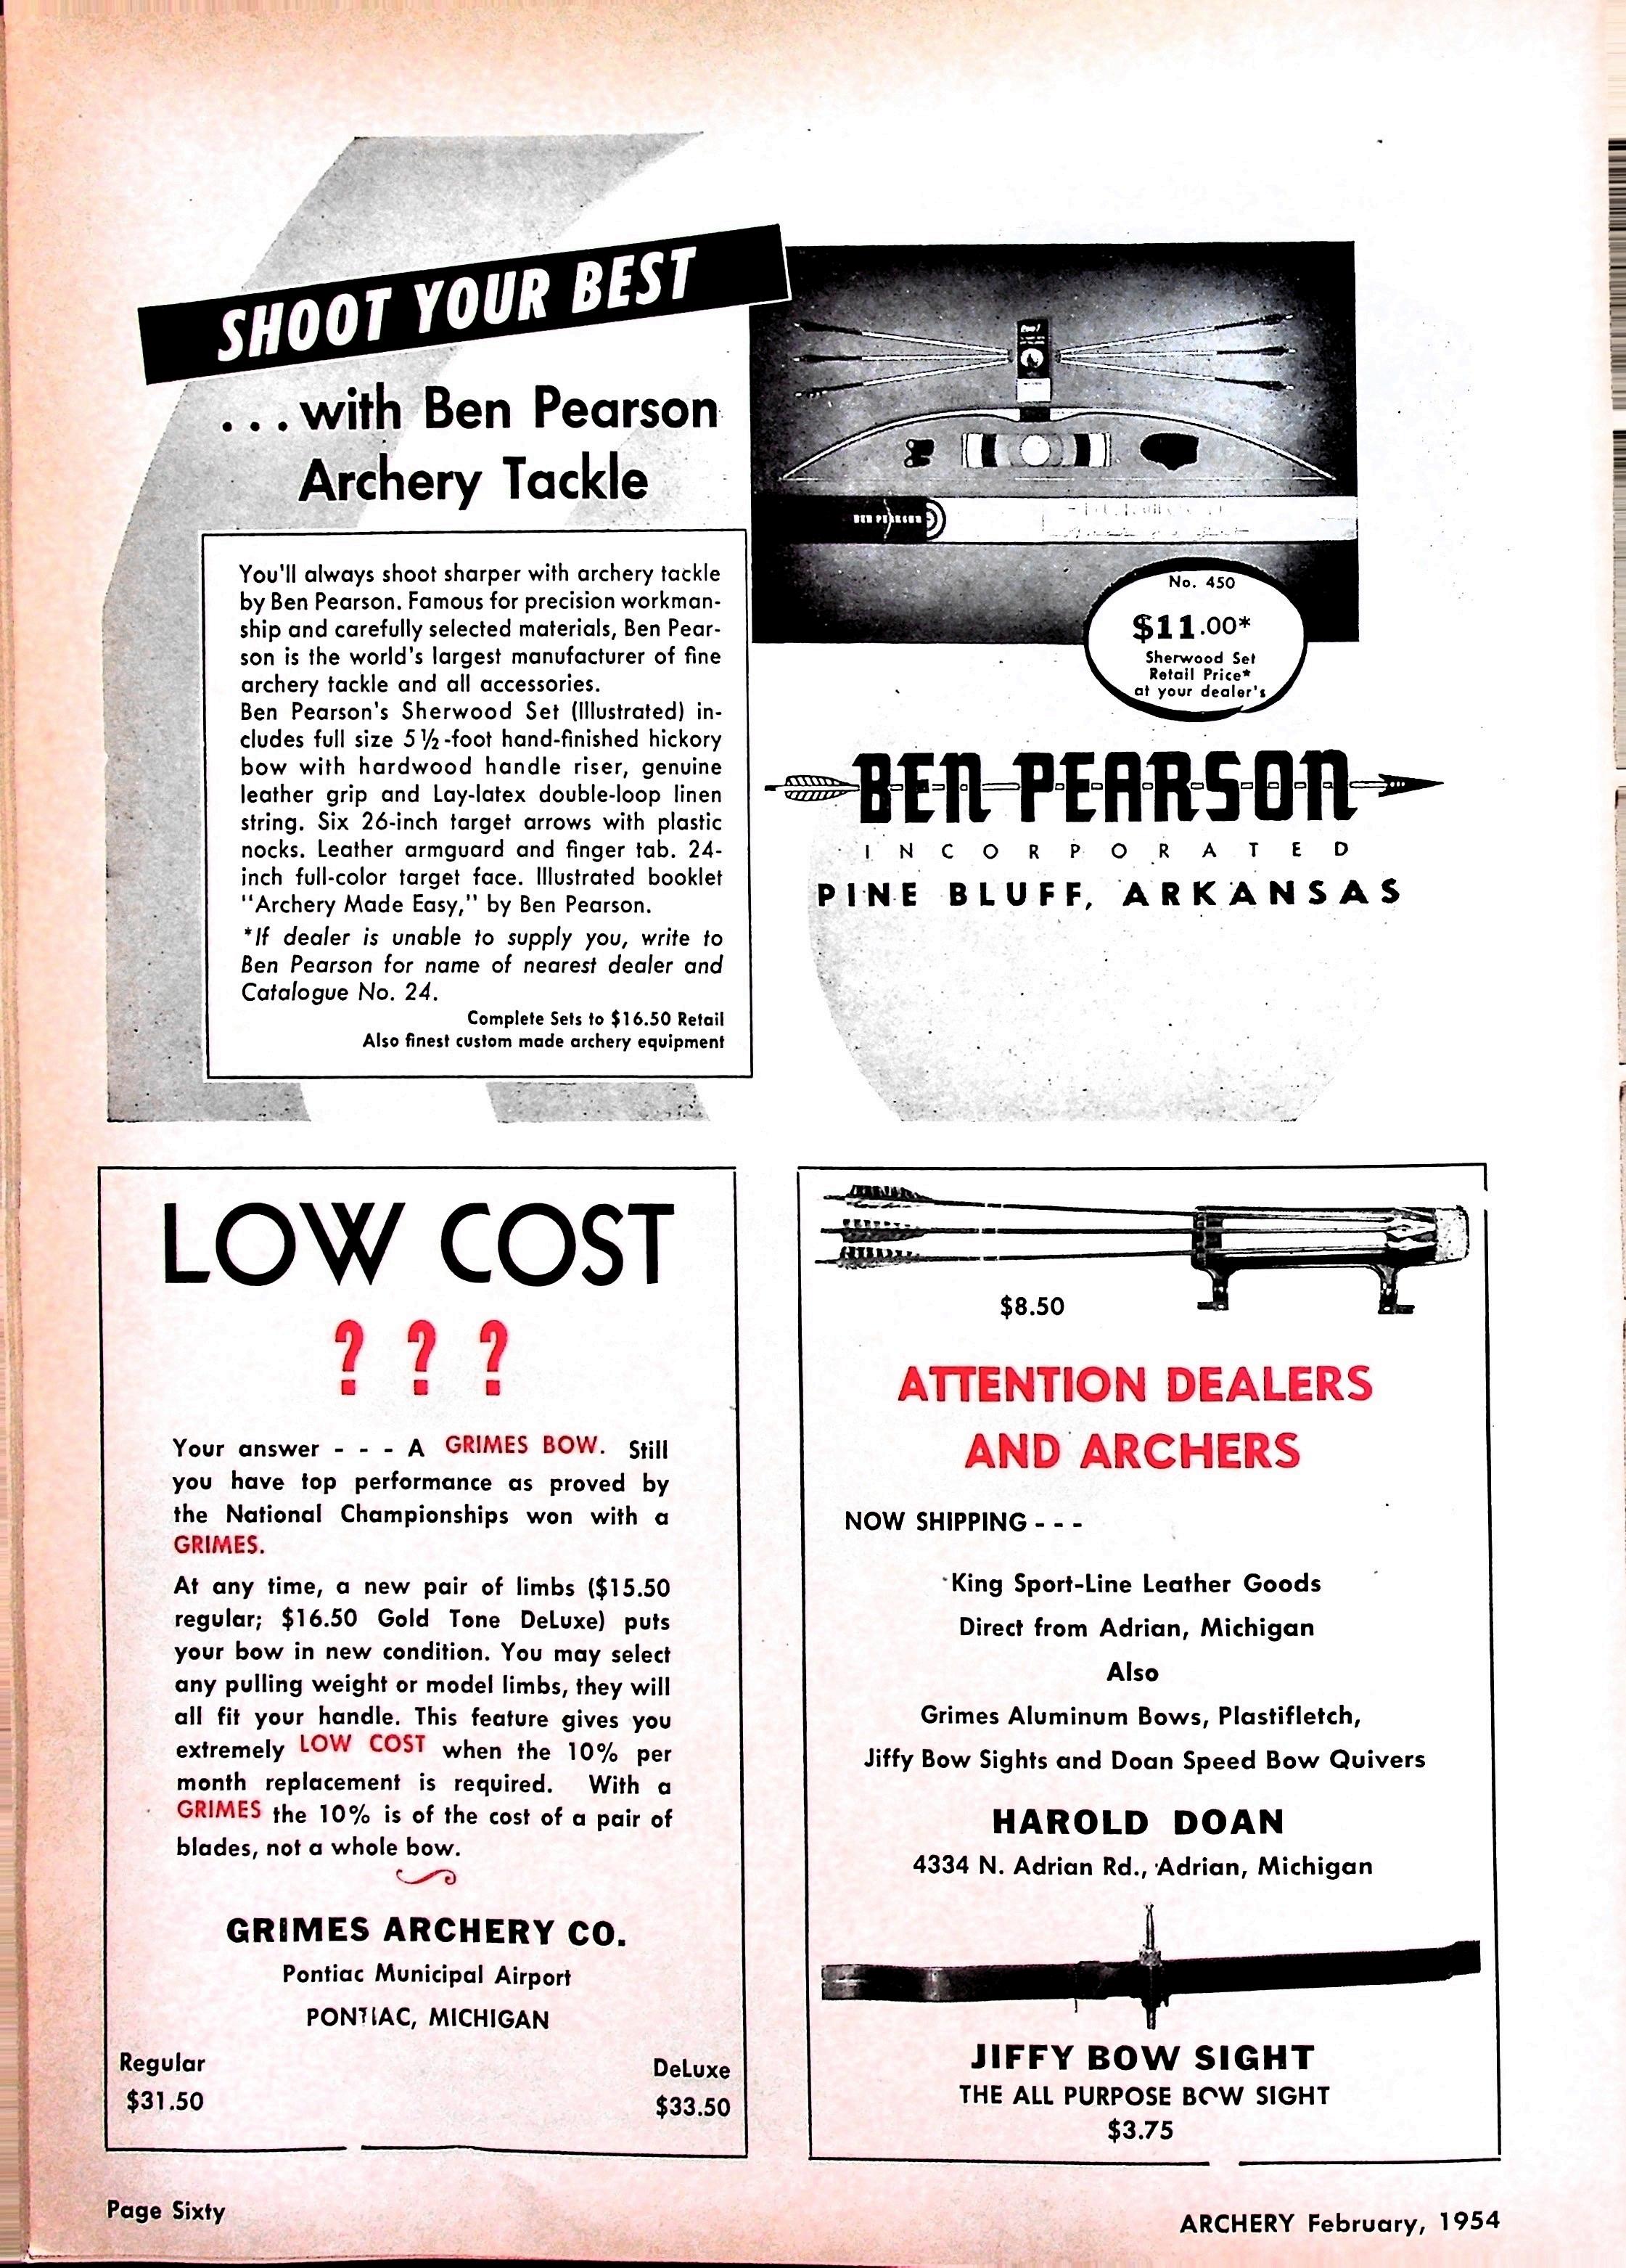 SHOOT YOUR BEST
...with Ben Pearson
Archery Tackle
You'll always shoot sharper with archery tackle
by Ben Pearson. Famous for precision workman-
ship and carefully selected materials, Ben Pear-
son is the world's largest manufacturer of fine
archery tackle and all accessories.
Ben Pearson's Sherwood Set (Illustrated) in-
cludes full size 5½-foot hand-finished hickory
bow with hardwood handle riser, genuine
leather grip and Lay-latex double-loop linen
string. Six 26-inch target arrows with plastic
nocks. Leather armguard and finger tab. 24-
inch full-color target face. Illustrated booklet
"Archery Made Easy," by Ben Pearson.
*If dealer is unable to supply you, write to
Ben Pearson for name of nearest dealer and
Catalogue No. 24.
Complete Sets to $16.50 Retail
Also finest custom made archery equipment
BEN PEARSON
No. 450
$11.00*
Sherwood Set
Retail Price*
at your dealer's
BEN PEARSON
INCORPORATED
PINE BLUFF, ARKANSAS
LOW COST
? ? ?
Your answer - - - A GRIMES BOW. Still
you have top performance as proved by
the National Championships won with a
GRIMES.
At any time, a new pair of limbs ($15.50
regular; $16.50 Gold Tone DeLuxe) puts
your bow in new condition. You may select
any pulling weight or model limbs, they will
all fit your handle. This feature gives you
extremely LOW COST when the 10% per
month replacement is required. With a
GRIMES the 10% is of the cost of a pair of
blades, not a whole bow.
GRIMES ARCHERY CO.
Pontiac Municipal Airport
PONTIAC, MICHIGAN
Regular
$31.50
DeLuxe
$33.50
$8.50
ATTENTION DEALERS
AND ARCHERS
NOW SHIPPING - - -
King Sport-Line Leather Goods
Direct from Adrian, Michigan
Also
Grimes Aluminum Bows, Plastifletch,
Jiffy Bow Sights and Doan Speed Bow Quivers
HAROLD DOAN
4334 N. Adrian Rd., Adrian, Michigan
JIFFY BOW SIGHT
THE ALL PURPOSE BOW SIGHT
$3.75
Page Sixty
ARCHERY February, 1954